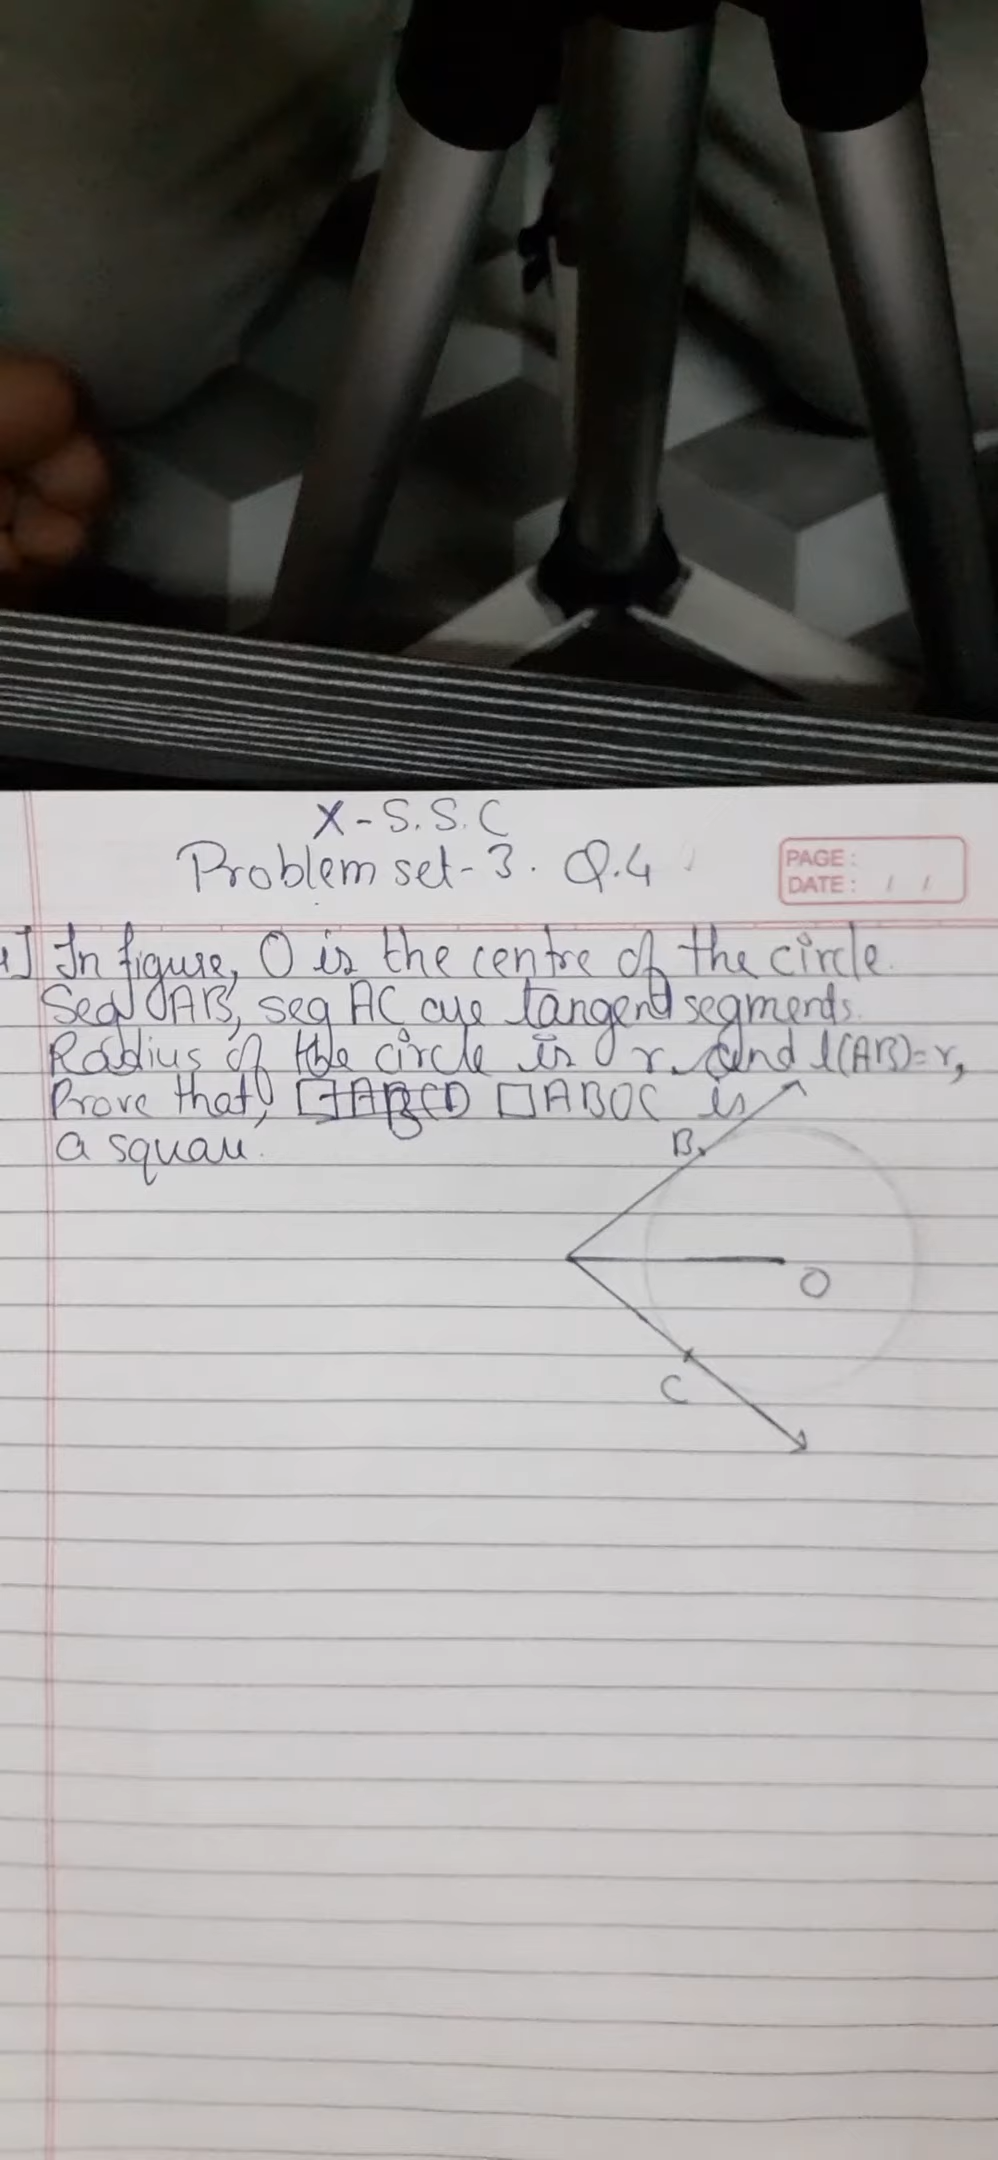 X-S.S.C
Problem set-3. Q.4
PAGE:
DATE: / /
In figure, O is the centre of the circle.
Seg AB, seg AC are tangent segments.
Radius of the circle is r and l(AB)=r,
Prove that, □ABCD □ABOC is
a square.
B
O
C